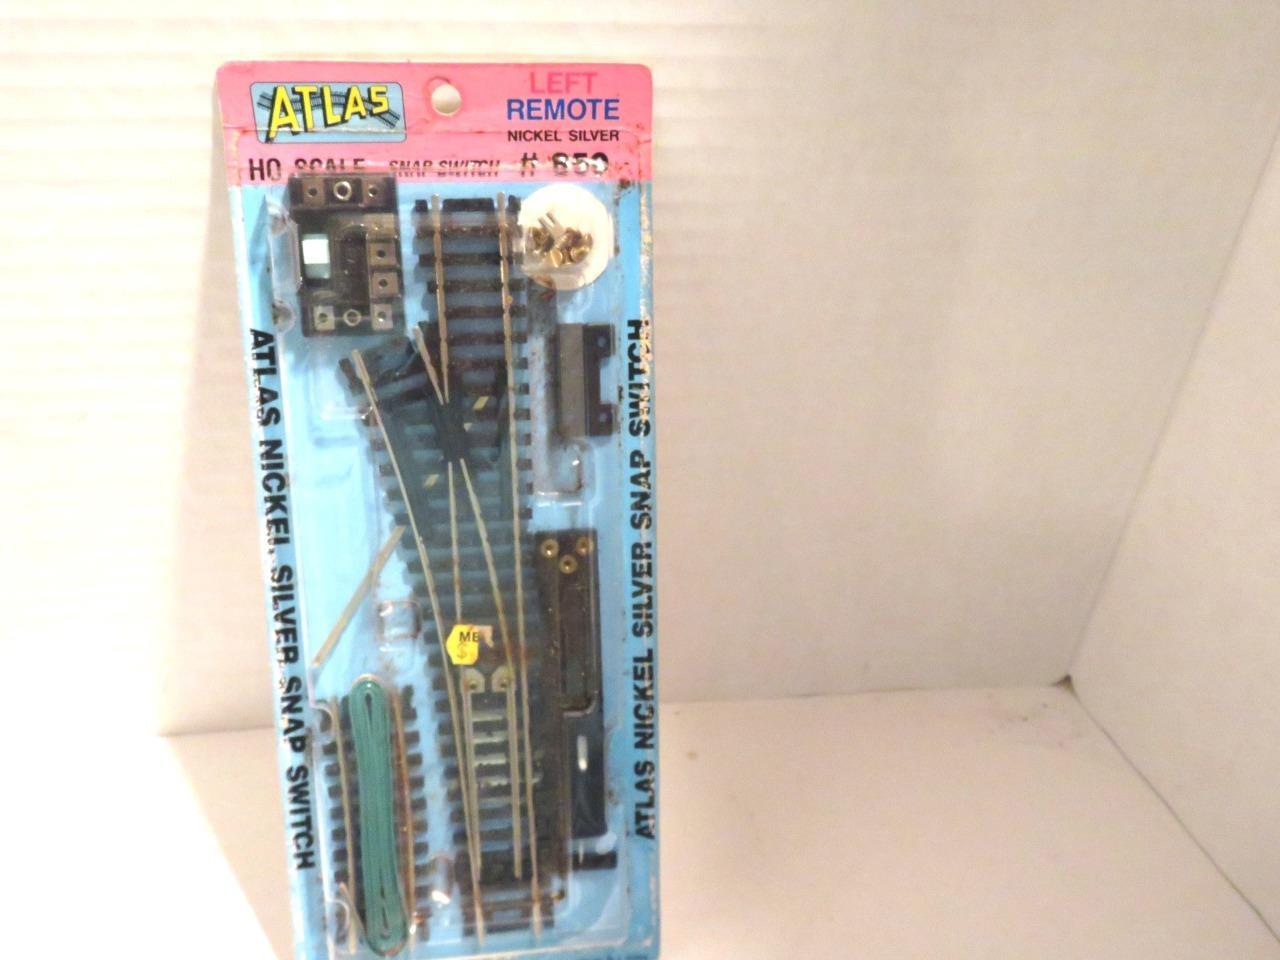 ATLAS
LEFT
REMOTE
NICKEL SILVER
HO SCALE SNAP SWITCH # 850
ATLAS NICKEL SILVER SNAP SWITCH
ATLAS NICKEL SILVER SNAP SWITCH